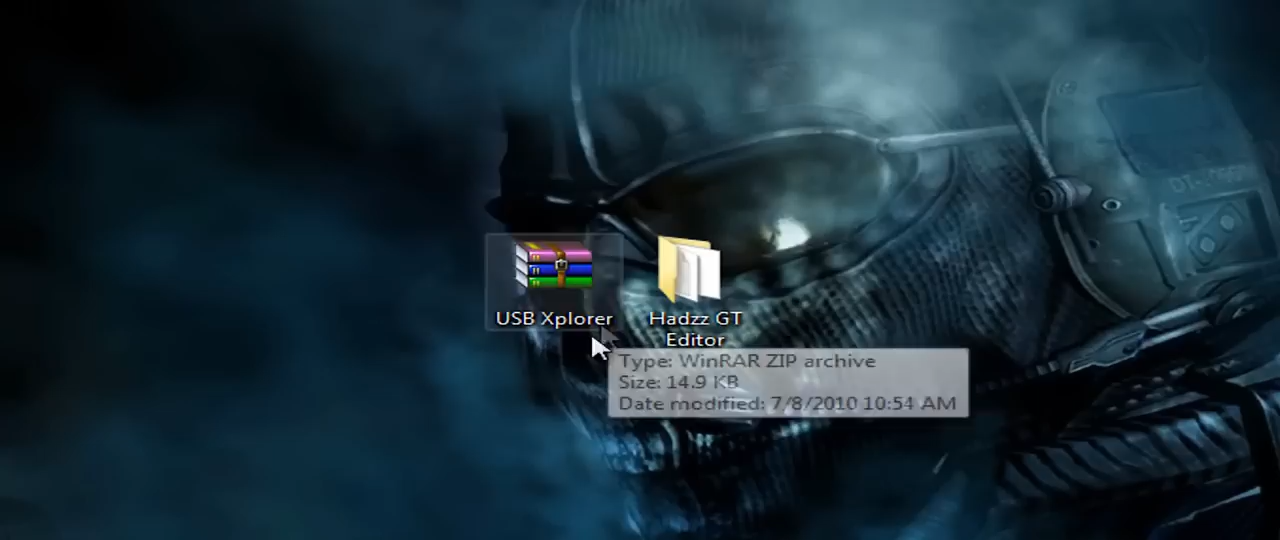 USB Xplorer
Hadzz GT
Editor
Type: WinRAR ZIP archive
Size: 14.9 KB
Date modified: 7/8/2010 10:54 AM